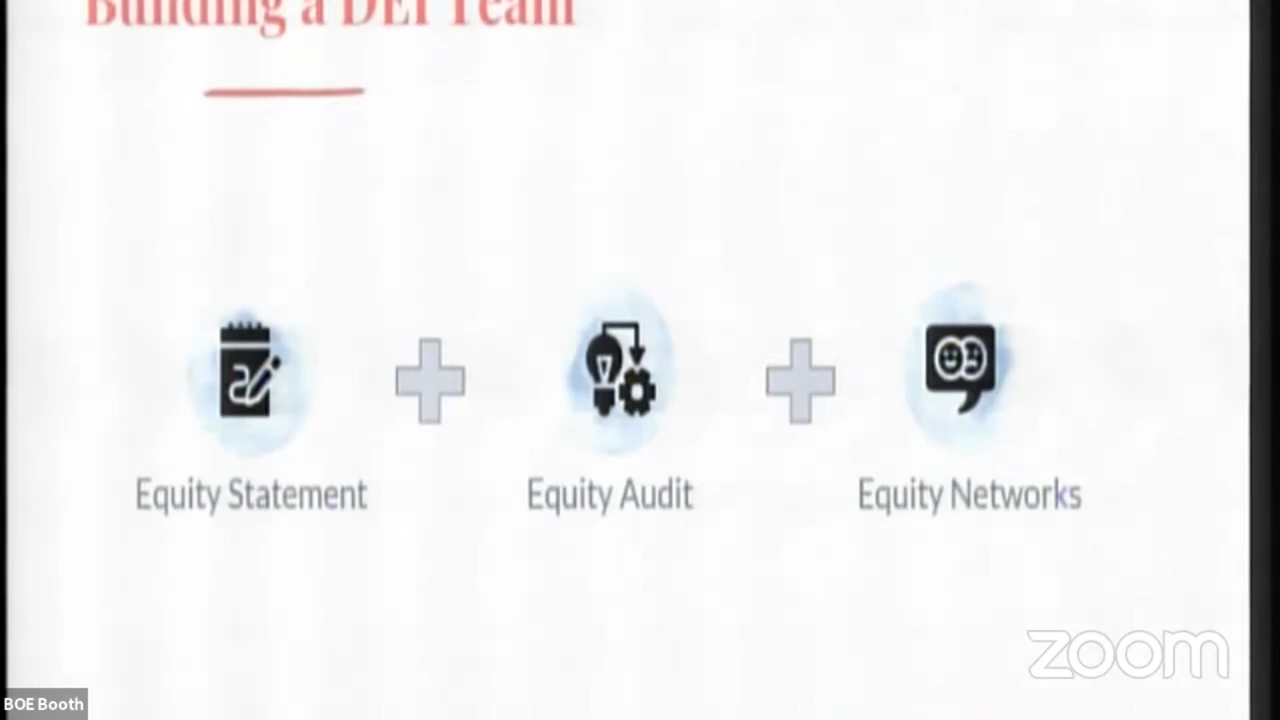 Building a DEI Team
Equity Statement
Equity Audit
Equity Networks
zoom
BOE Booth